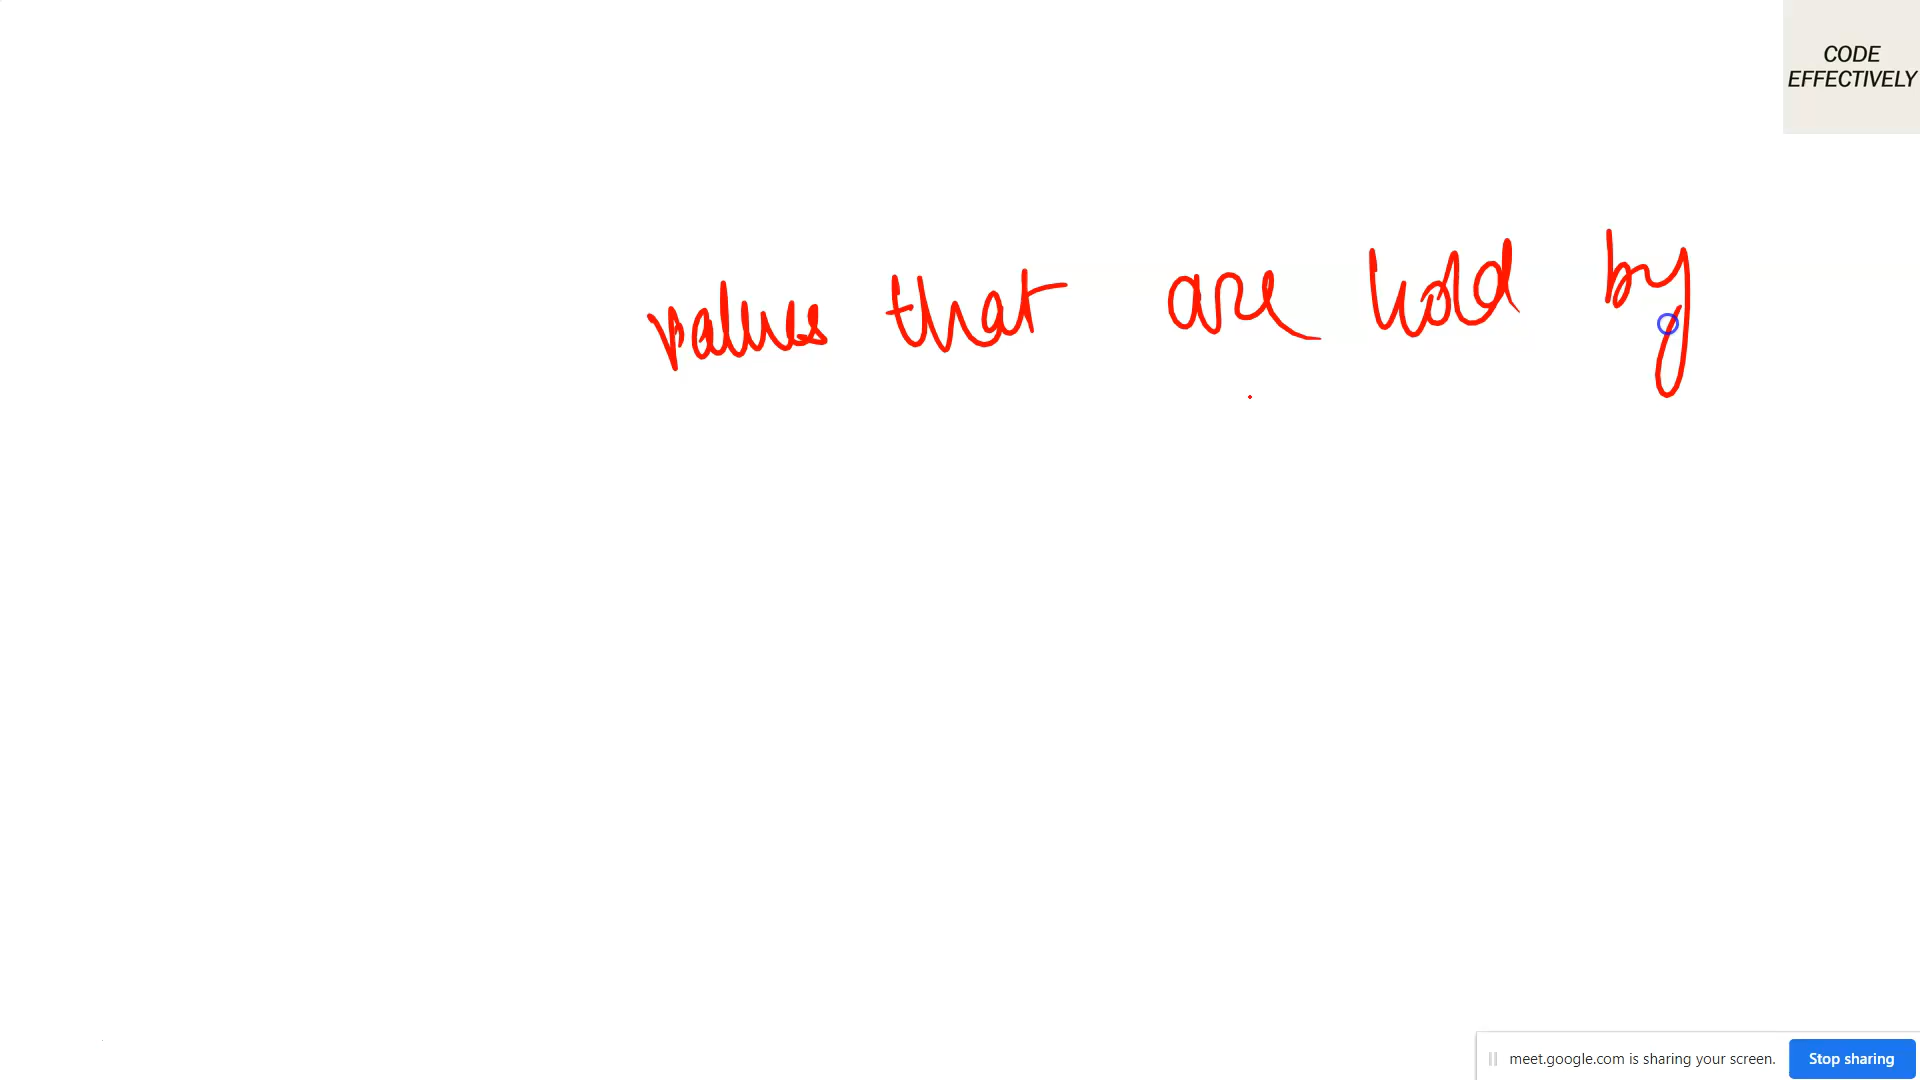 CODE
EFFECTIVELY
values that are hold by
meet.google.com is sharing your screen. Stop sharing